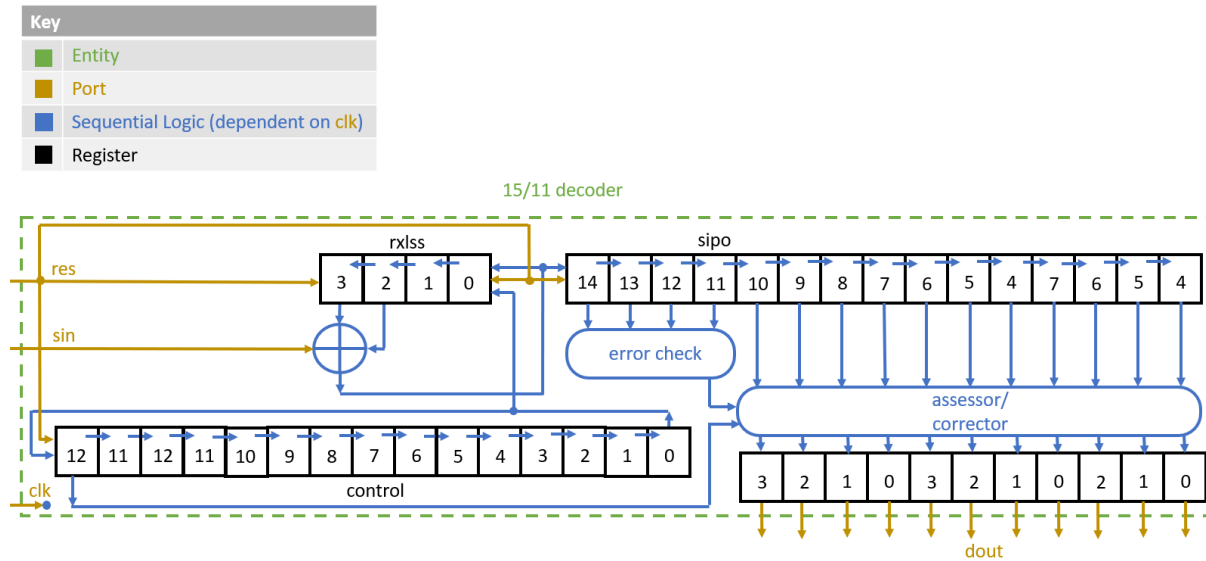 Key
Entity
Port
Sequential Logic (dependent on clk)
Register
15/11 decoder
rxlss
sipo
res
3 2 1 0
14 13 12 11 10 9 8 7 6 5 4 7 6 5 4
sin
error check
assessor/
corrector
12 11 12 11 10 9 8 7 6 5 4 3 2 1 0
control
clk
3 2 1 0 3 2 1 0 2 1 0
dout